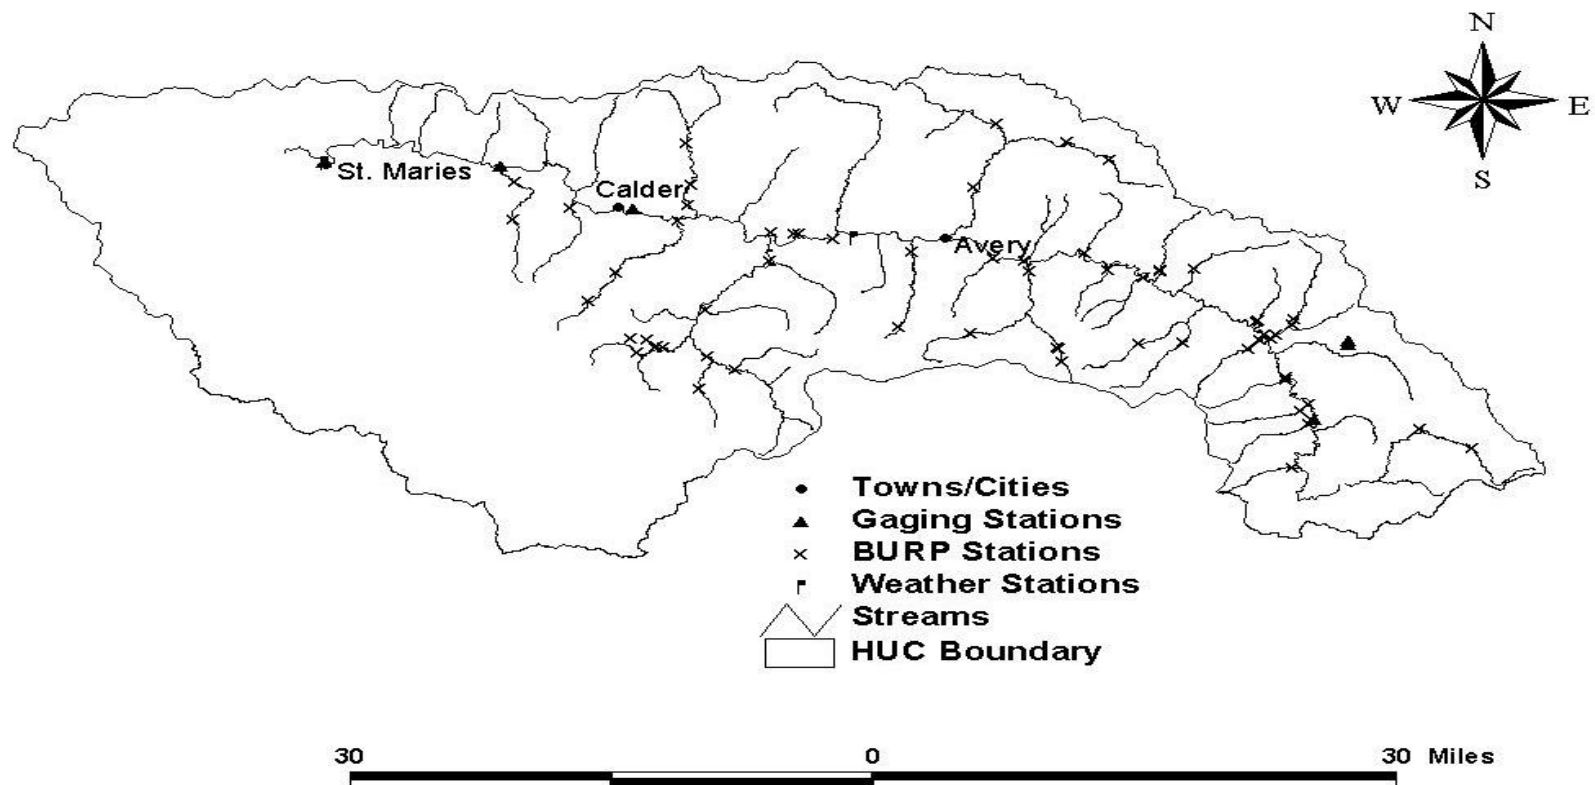 N
W E
S
St. Maries
Calder
Avery
Towns/Cities
Gaging Stations
BURP Stations
Weather Stations
Streams
HUC Boundary
30 0 30 Miles